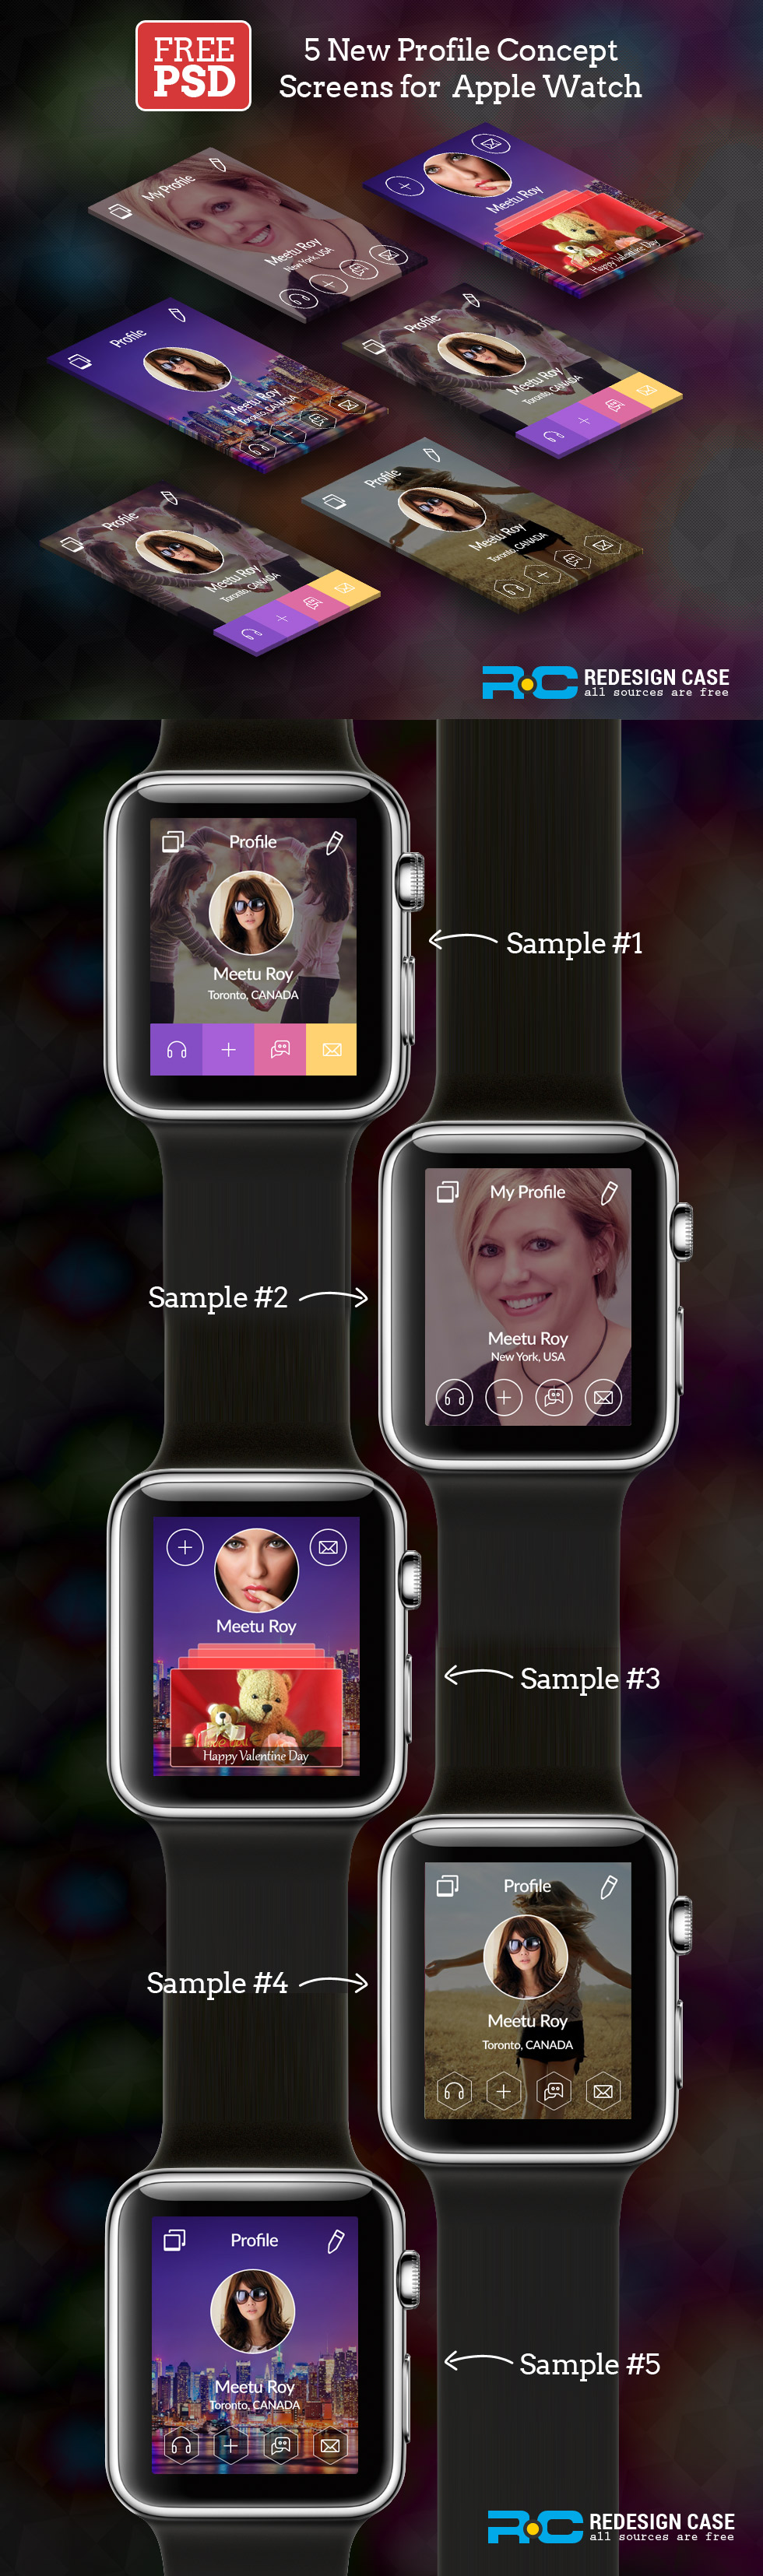 FREE
PSD
5 New Profile Concept
Screens for Apple Watch
My Profile
Meetu Roy
New York, USA
Meetu Roy
Happy Valentine Day
Profile
Meetu Roy
Toronto, CANADA
Profile
Meetu Roy
Toronto, CANADA
Profile
Meetu Roy
Toronto, CANADA
Profile
Meetu Roy
Toronto, CANADA
RC REDESIGN CASE
all sources are free
Profile
Meetu Roy
Toronto, CANADA
Sample #1
My Profile
Meetu Roy
New York, USA
Sample #2
Meetu Roy
Happy Valentine Day
Sample #3
Profile
Meetu Roy
Toronto, CANADA
Sample #4
Profile
Meetu Roy
Toronto, CANADA
Sample #5
RC REDESIGN CASE
all sources are free